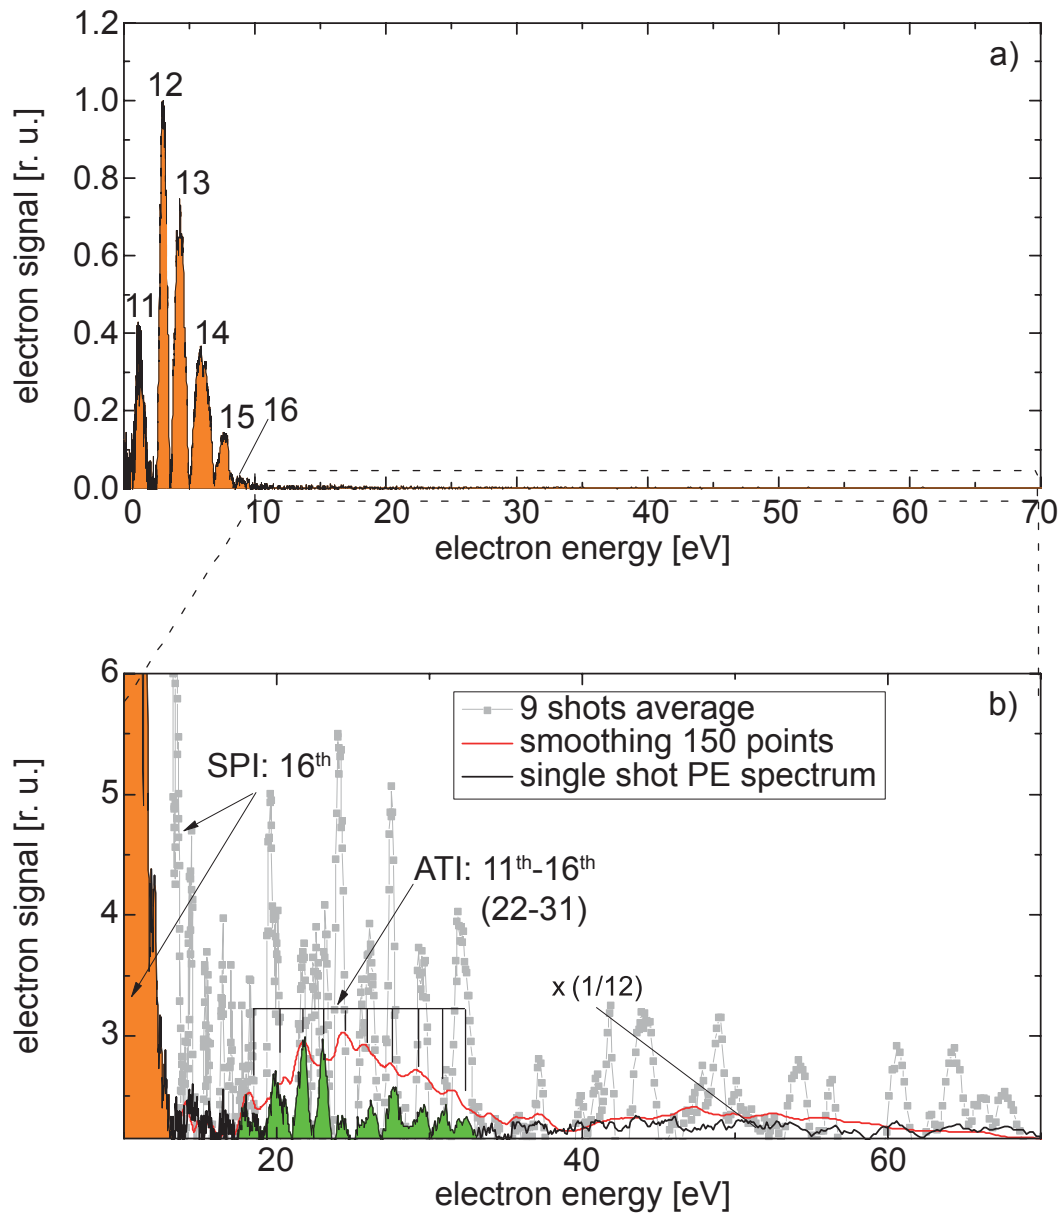 a)
electron signal [r. u.]
1.2
1.0
0.8
0.6
0.4
0.2
0.0
12
13
11
14
15 16
0 10 20 30 40 50 60 70
electron energy [eV]
b)
electron signal [r. u.]
6
5
4
3
9 shots average
smoothing 150 points
single shot PE spectrum
SPI: 16th
ATI: 11th-16th
(22-31)
x (1/12)
20 40 60
electron energy [eV]